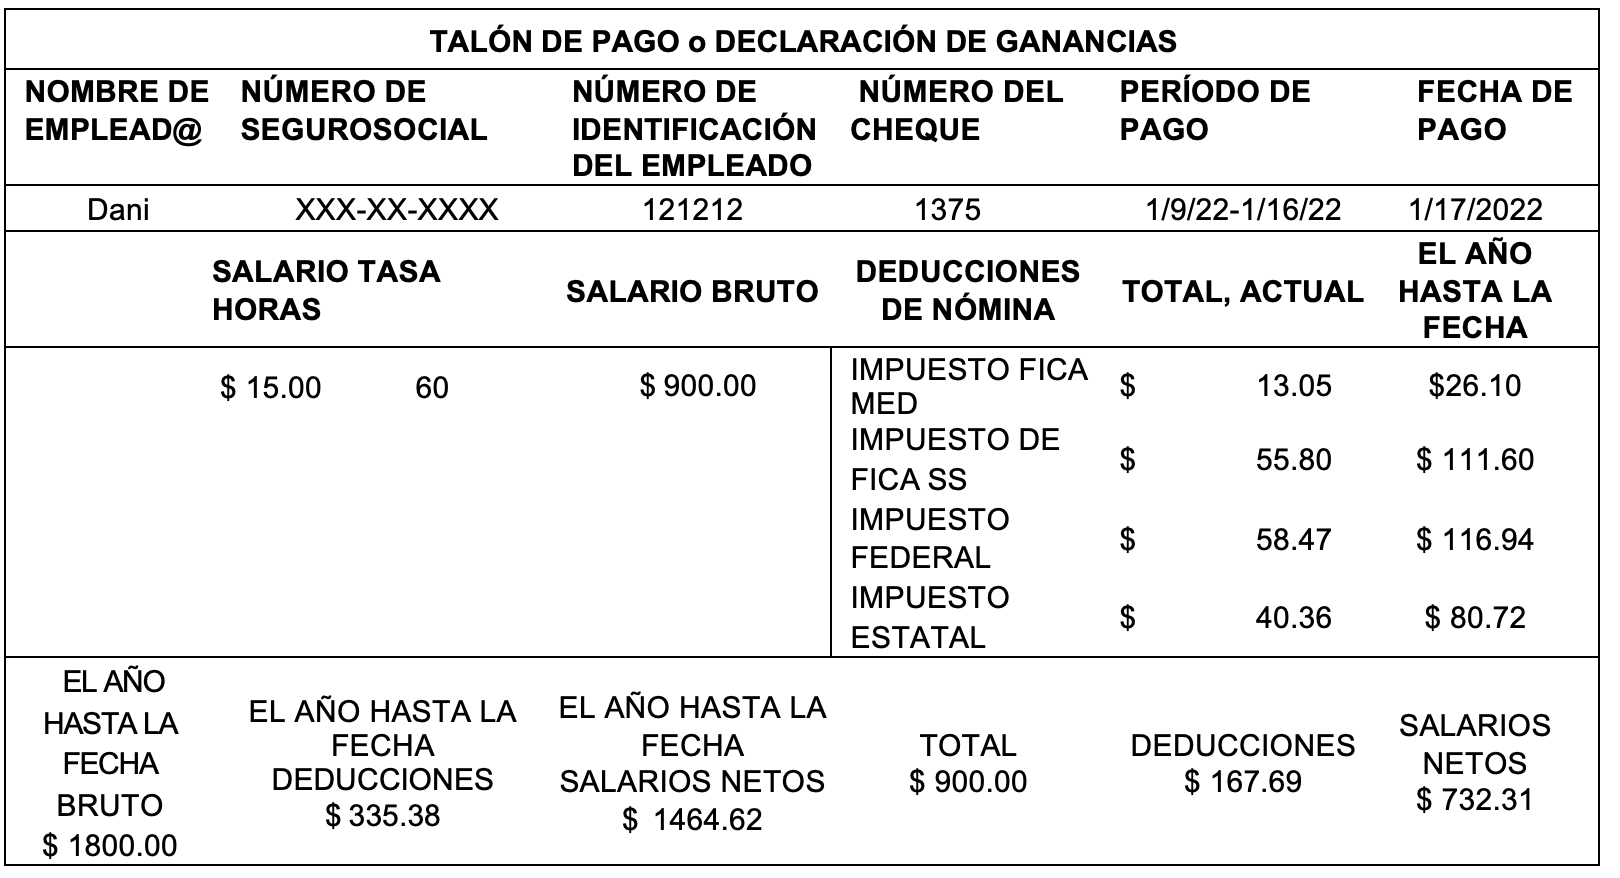 TALÓN DE PAGO o DECLARACIÓN DE GANANCIAS
NOMBRE DE EMPLEAD@
NÚMERO DE SEGUROSOCIAL
NÚMERO DE IDENTIFICACIÓN DEL EMPLEADO
NÚMERO DEL CHEQUE
PERÍODO DE PAGO
FECHA DE PAGO
Dani XXX-XX-XXXX 121212 1375 1/9/22-1/16/22 1/17/2022
SALARIO TASA HORAS
SALARIO BRUTO
DEDUCCIONES DE NÓMINA
TOTAL, ACTUAL
EL AÑO HASTA LA FECHA
$ 15.00 60 $ 900.00
IMPUESTO FICA MED $ 13.05 $26.10
IMPUESTO DE FICA SS $ 55.80 $ 111.60
IMPUESTO FEDERAL $ 58.47 $ 116.94
IMPUESTO ESTATAL $ 40.36 $ 80.72
EL AÑO HASTA LA FECHA BRUTO $ 1800.00
EL AÑO HASTA LA FECHA DEDUCCIONES $ 335.38
EL AÑO HASTA LA FECHA SALARIOS NETOS $ 1464.62
TOTAL $ 900.00
DEDUCCIONES $ 167.69
SALARIOS NETOS $ 732.31